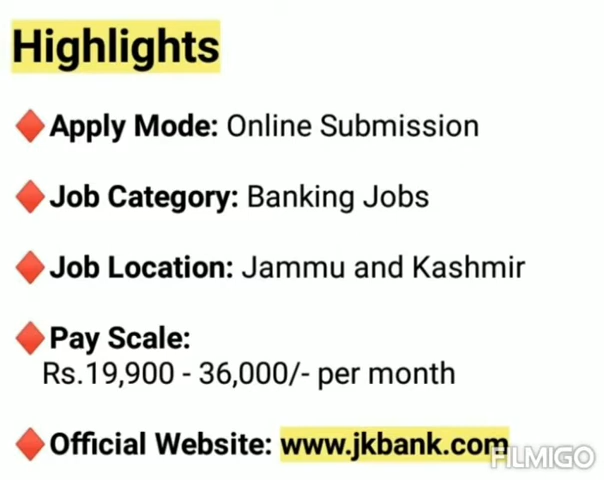 Highlights
♦Apply Mode: Online Submission
♦Job Category: Banking Jobs
♦Job Location: Jammu and Kashmir
♦Pay Scale:
Rs.19,900 - 36,000/- per month
♦Official Website: www.jkbank.com
FILMIGO